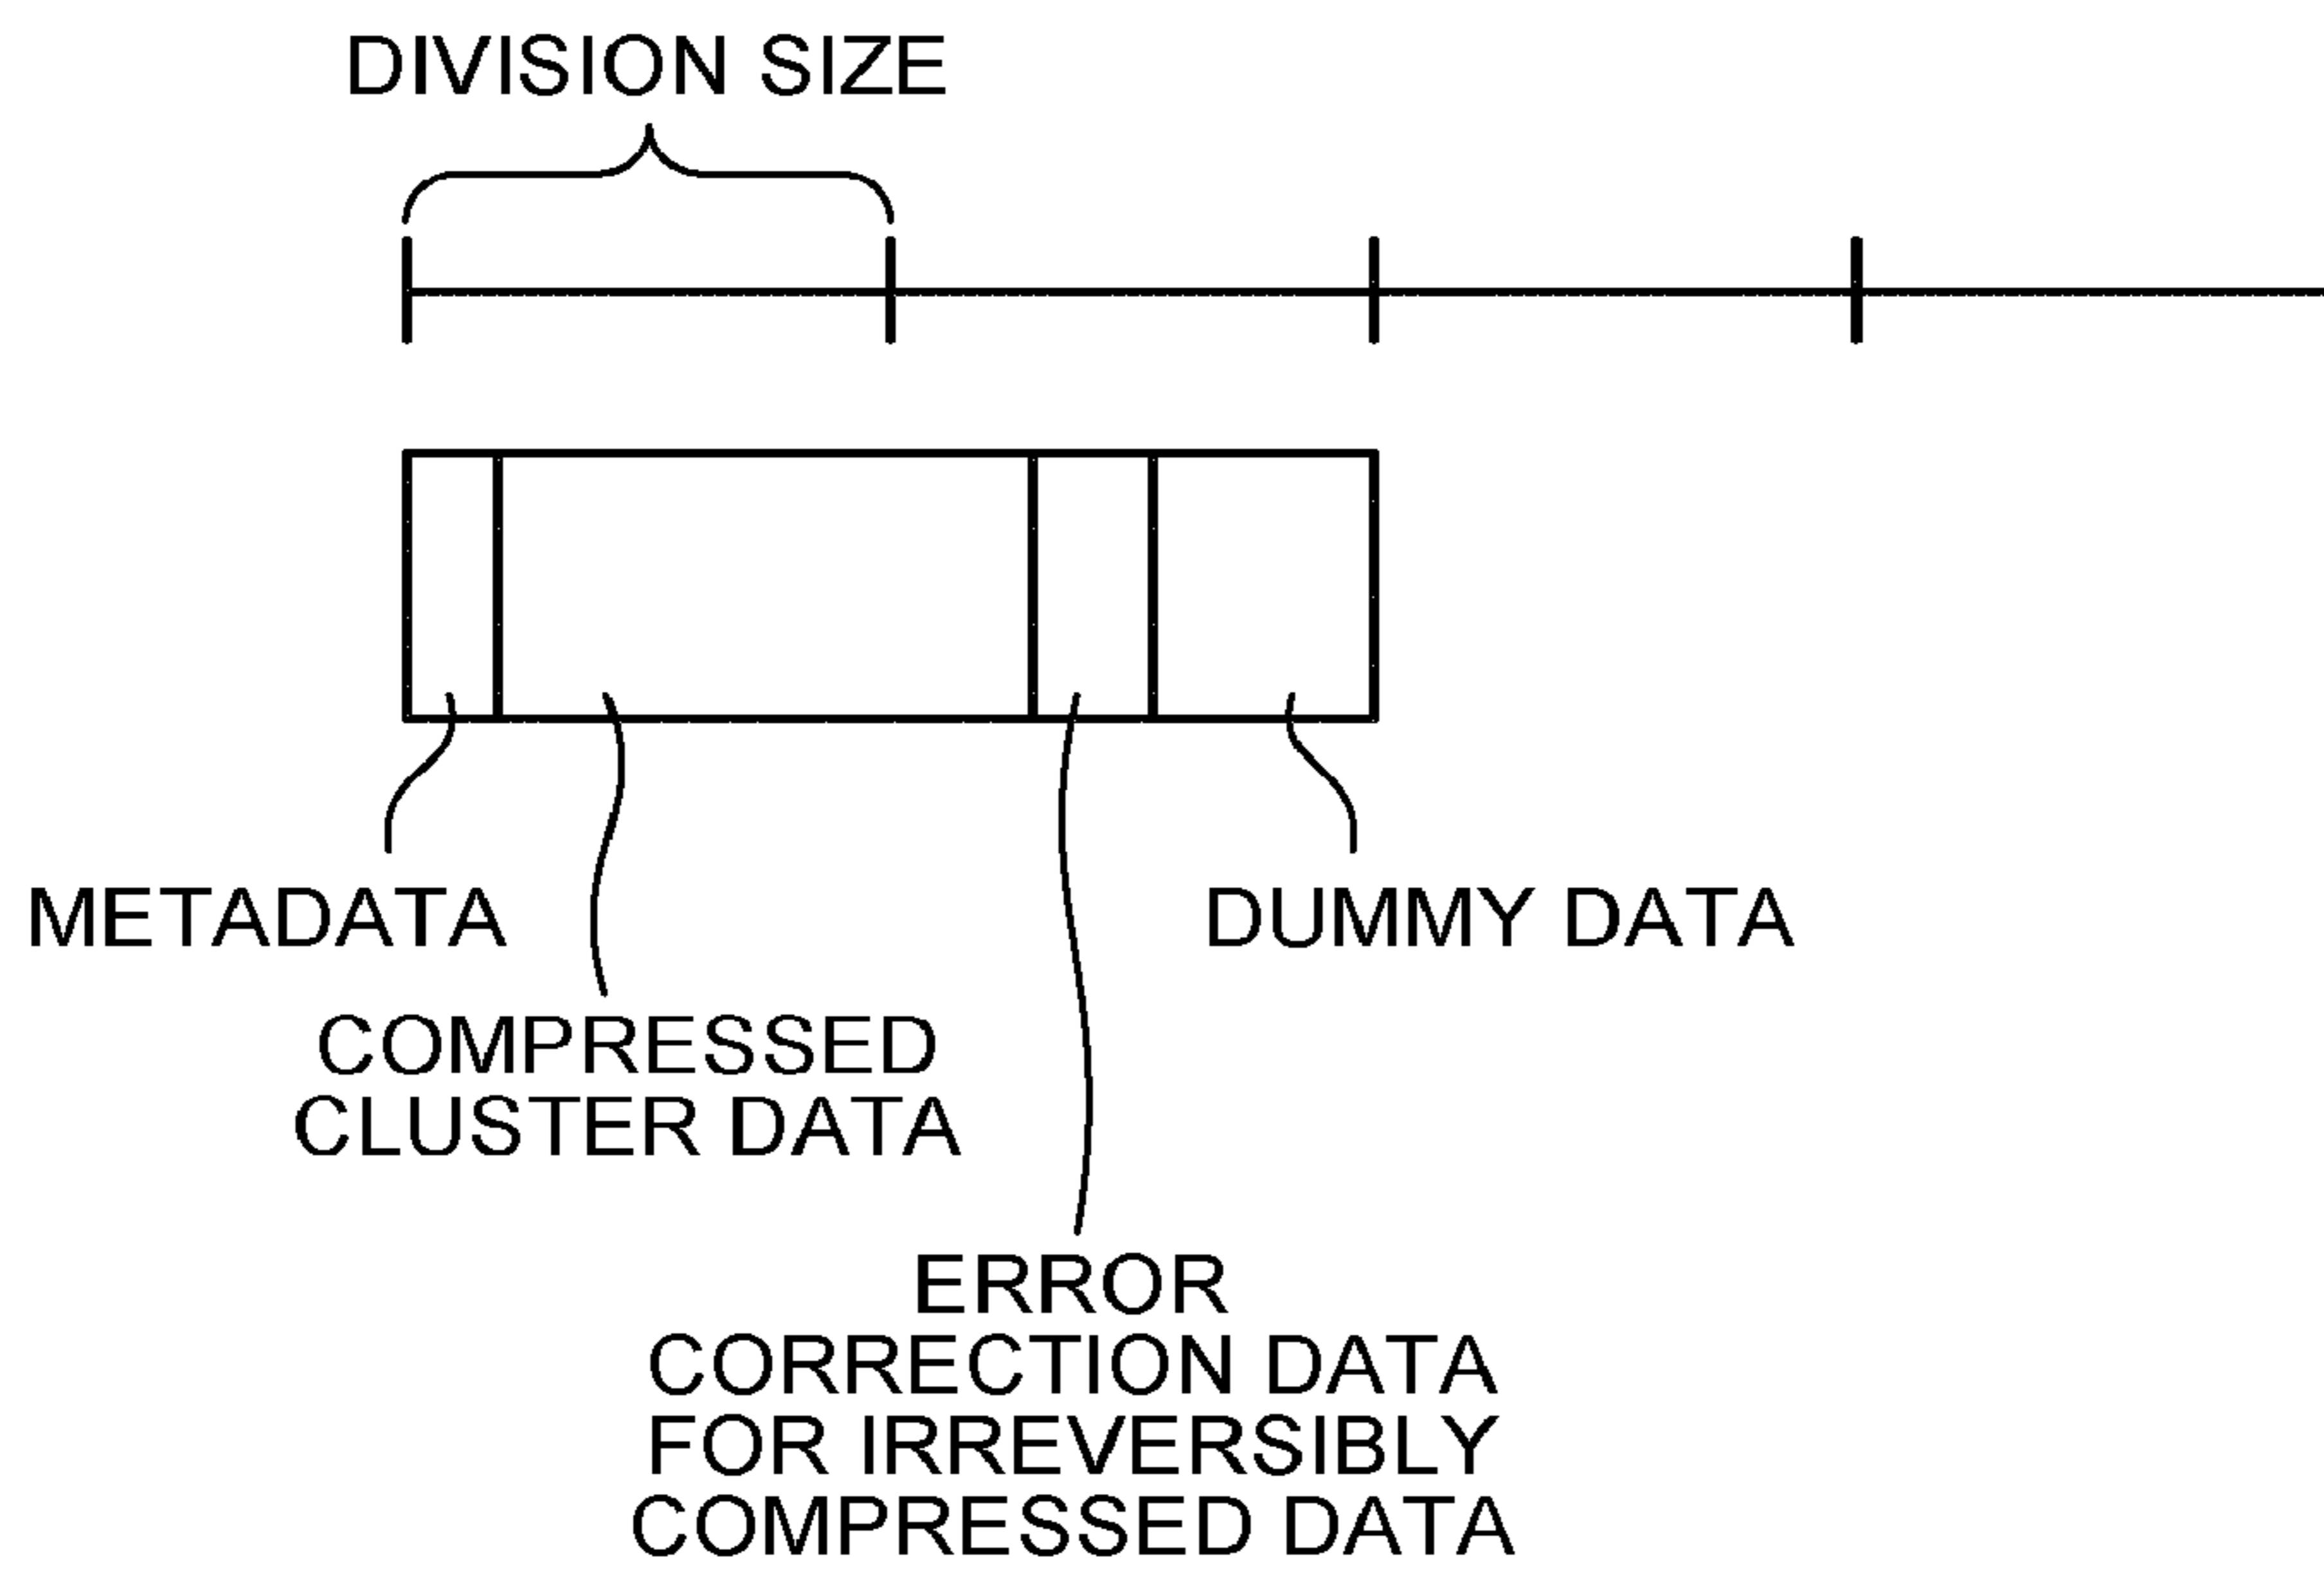 DIVISION SIZE
METADATA
DUMMY DATA
COMPRESSED
CLUSTER DATA
ERROR
CORRECTION DATA
FOR IRREVERSIBLY
COMPRESSED DATA